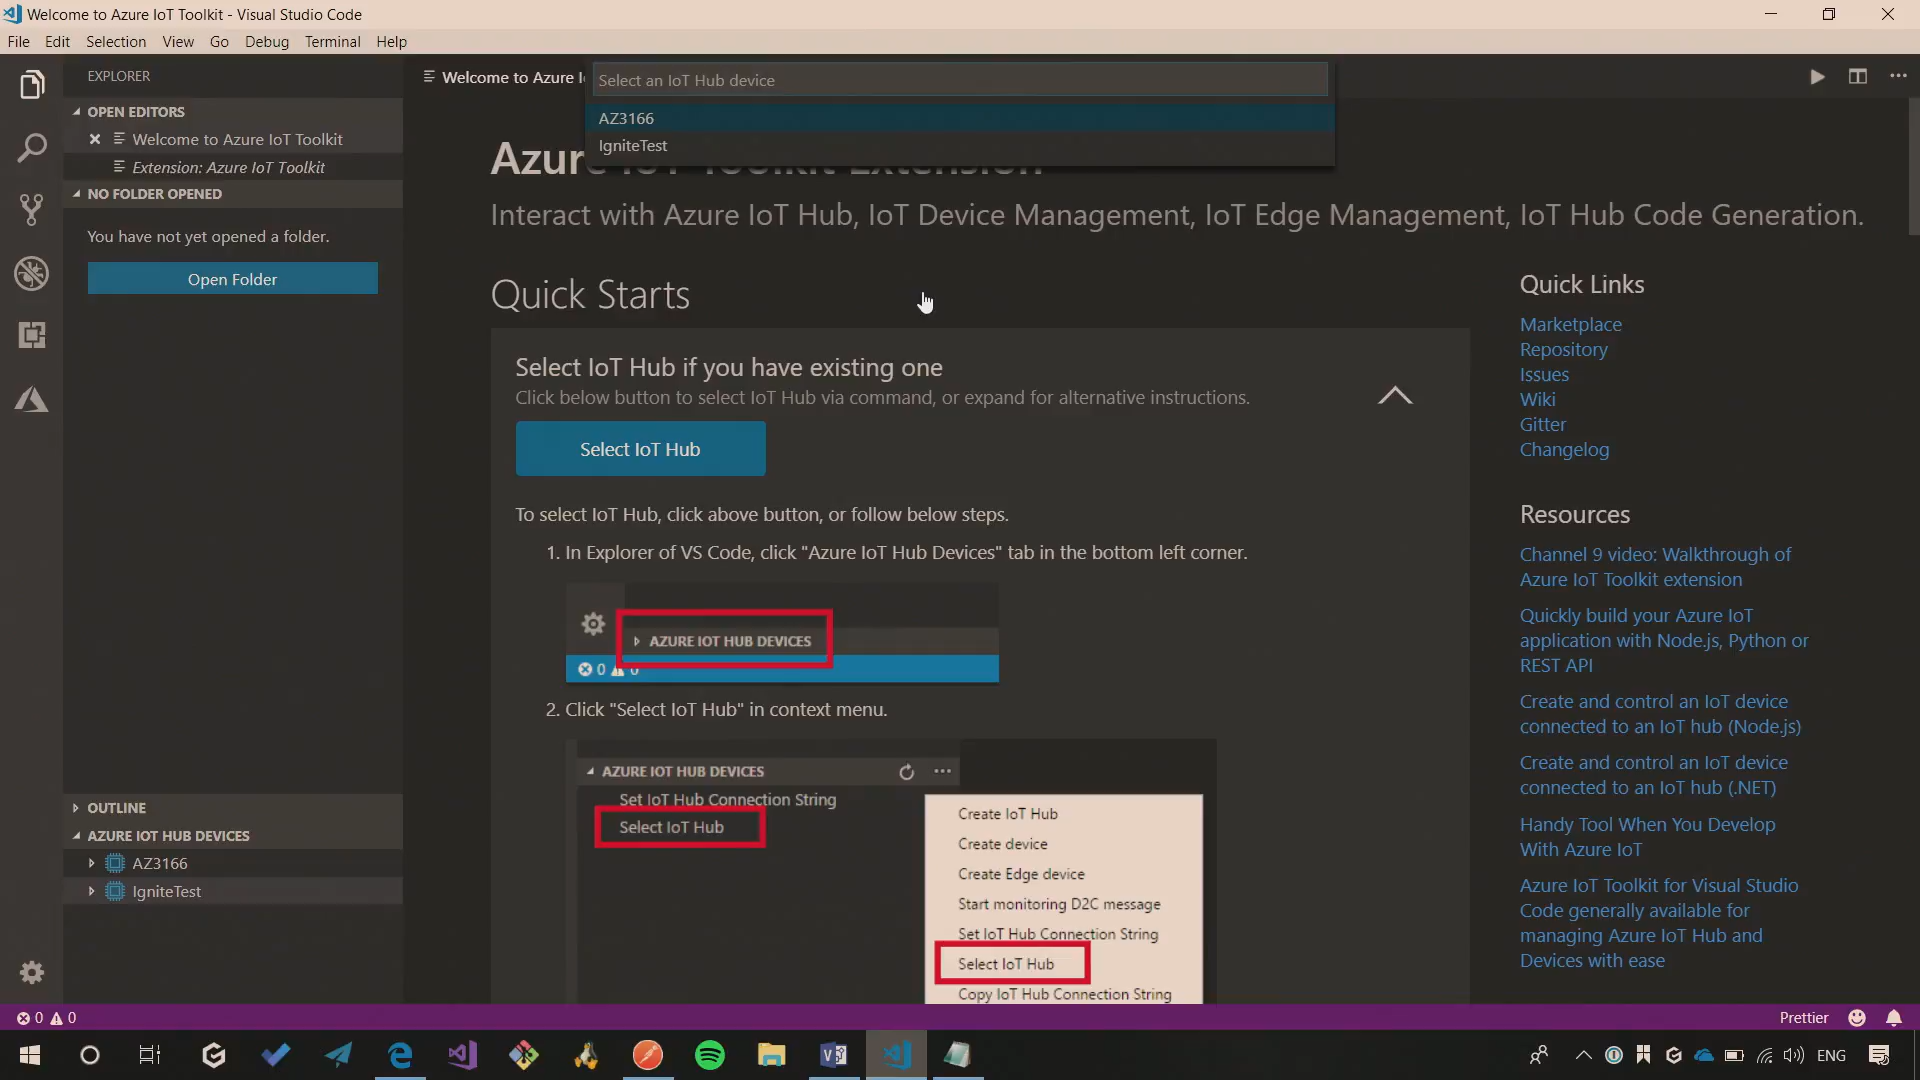 Welcome to Azure IoT Toolkit - Visual Studio Code
File Edit Selection View Go Debug Terminal Help
EXPLORER
OPEN EDITORS
Welcome to Azure IoT Toolkit
Extension: Azure IoT Toolkit
NO FOLDER OPENED
You have not yet opened a folder.
Open Folder
OUTLINE
AZURE IOT HUB DEVICES
AZ3166
IgniteTest
Welcome to Azure I
Select an IoT Hub device
AZ3166
IgniteTest
Azure IoT Toolkit Extension
Interact with Azure IoT Hub, IoT Device Management, IoT Edge Management, IoT Hub Code Generation.
Quick Starts
Select IoT Hub if you have existing one
Click below button to select IoT Hub via command, or expand for alternative instructions.
Select IoT Hub
To select IoT Hub, click above button, or follow below steps.
1. In Explorer of VS Code, click "Azure IoT Hub Devices" tab in the bottom left corner.
AZURE IOT HUB DEVICES
0 0
2. Click "Select IoT Hub" in context menu.
AZURE IOT HUB DEVICES
Set IoT Hub Connection String
Select IoT Hub
Create IoT Hub
Create device
Create Edge device
Start monitoring D2C message
Set IoT Hub Connection String
Select IoT Hub
Copy IoT Hub Connection String
Quick Links
Marketplace
Repository
Issues
Wiki
Gitter
Changelog
Resources
Channel 9 video: Walkthrough of
Azure IoT Toolkit extension
Quickly build your Azure IoT
application with Node.js, Python or
REST API
Create and control an IoT device
connected to an IoT hub (Node.js)
Create and control an IoT device
connected to an IoT hub (.NET)
Handy Tool When You Develop
With Azure IoT
Azure IoT Toolkit for Visual Studio
Code generally available for
managing Azure IoT Hub and
Devices with ease
0 0
Prettier
ENG